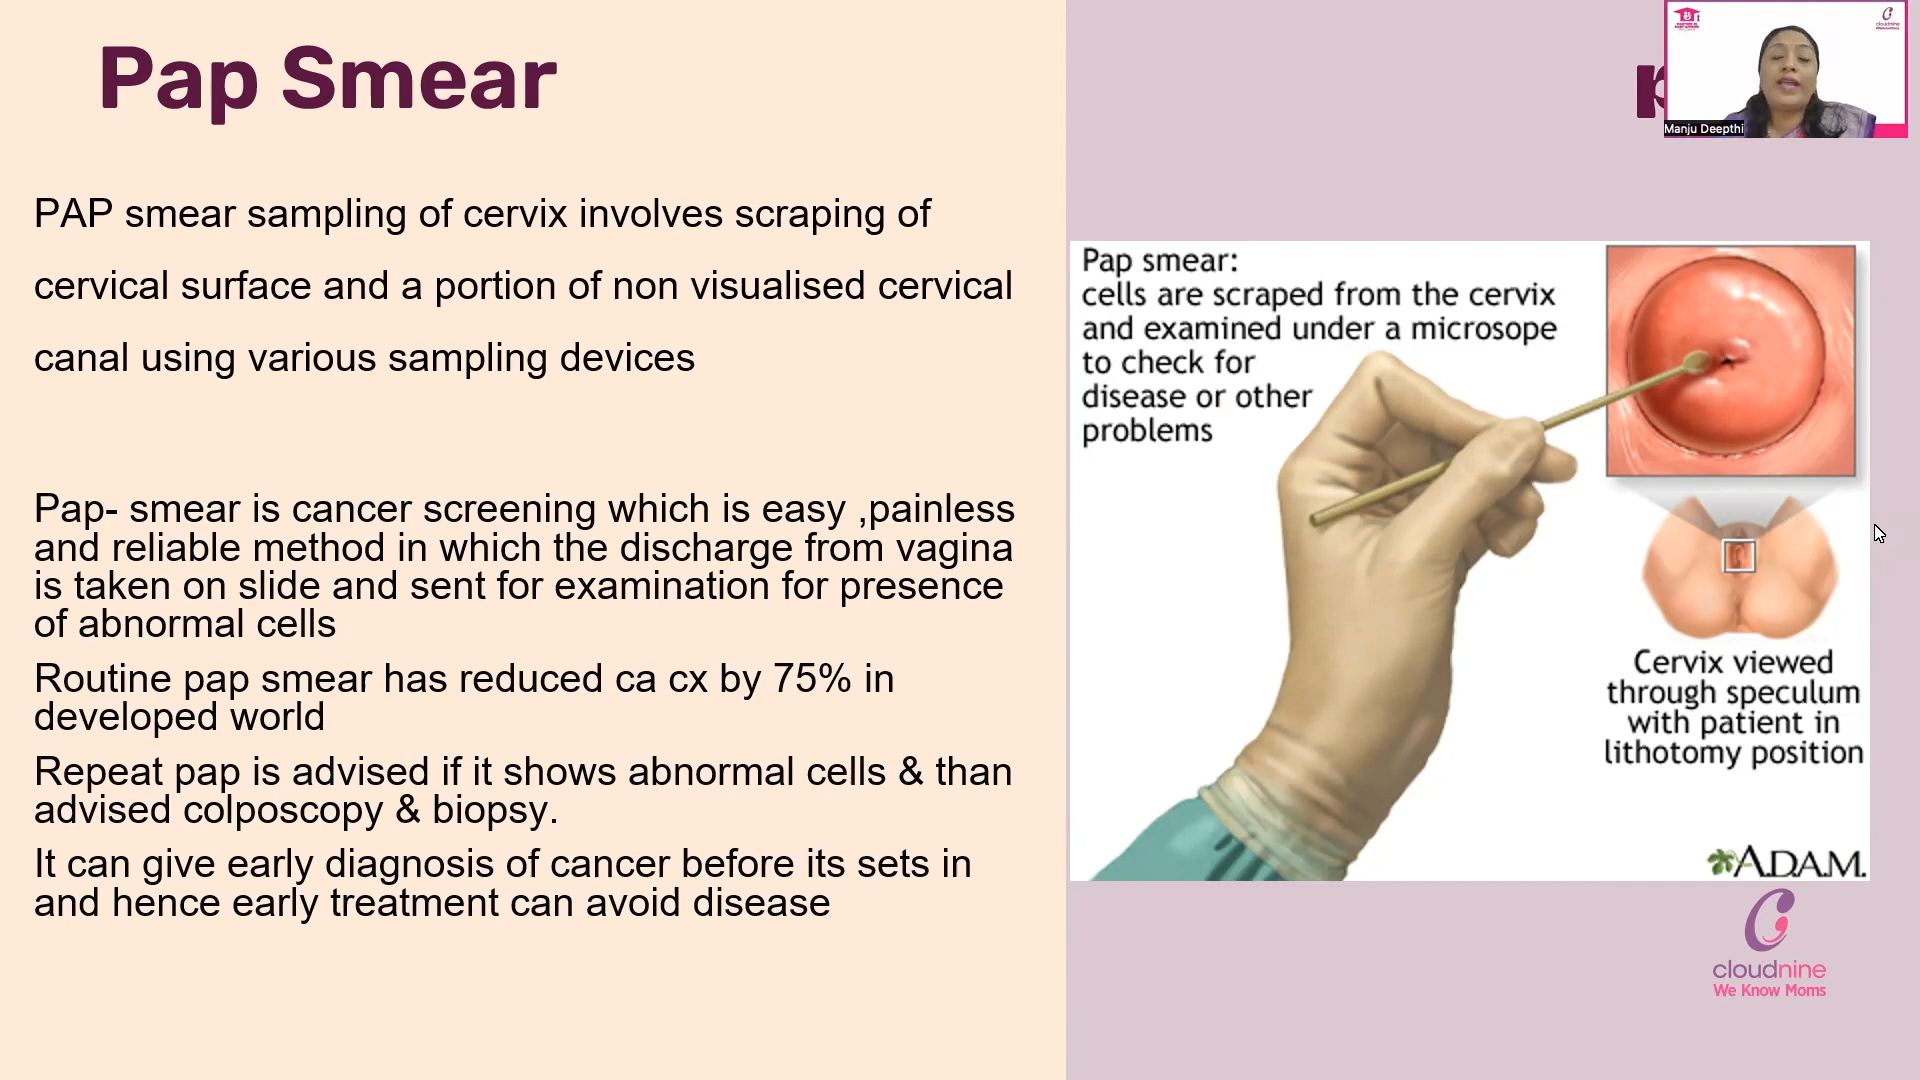 Pap Smear
PAP smear sampling of cervix involves scraping of
cervical surface and a portion of non visualised cervical
canal using various sampling devices
Pap- smear is cancer screening which is easy ,painless
and reliable method in which the discharge from vagina
is taken on slide and sent for examination for presence
of abnormal cells
Routine pap smear has reduced ca cx by 75% in
developed world
Repeat pap is advised if it shows abnormal cells & than
advised colposcopy & biopsy.
It can give early diagnosis of cancer before its sets in
and hence early treatment can avoid disease
Manju Deepthi
Pap smear:
cells are scraped from the cervix
and examined under a microsope
to check for
disease or other
problems
Cervix viewed
through speculum
with patient in
lithotomy position
A.D.A.M.
cloudnine
We Know Moms